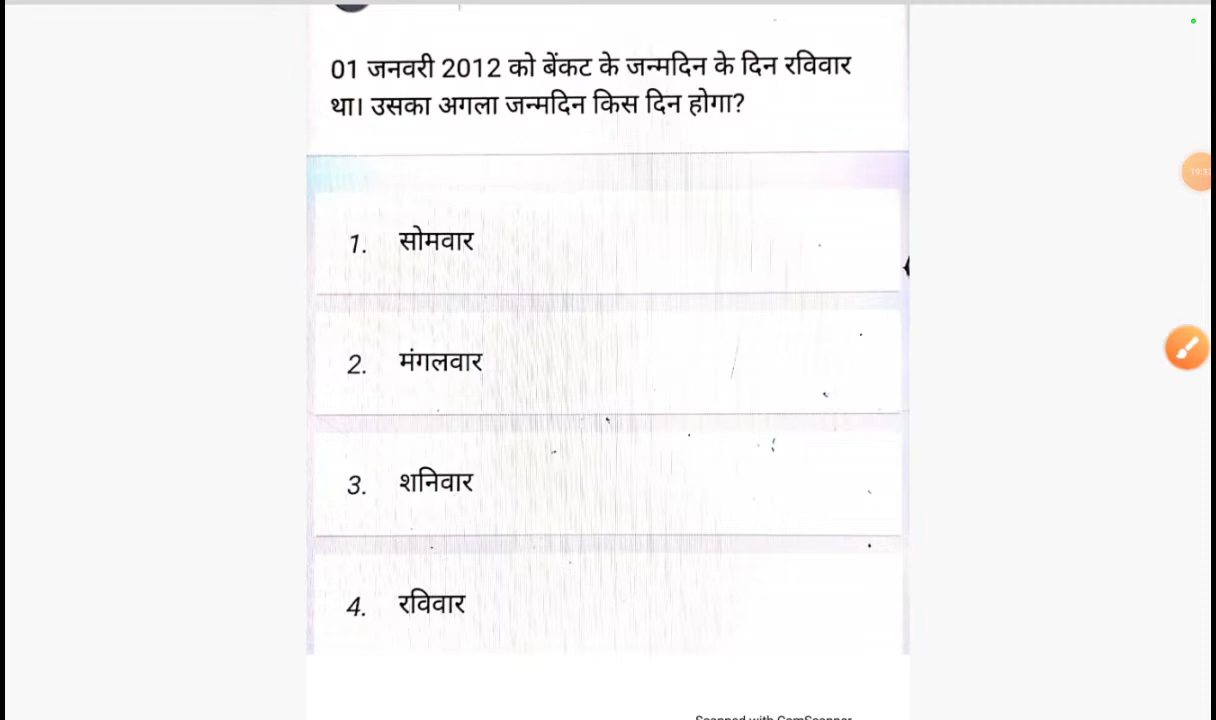 01 जनवरी 2012 को बेंकट के जन्मदिन के दिन रविवार
था। उसका अगला जन्मदिन किस दिन होगा?
1. सोमवार
2. मंगलवार
3. शनिवार
4. रविवार